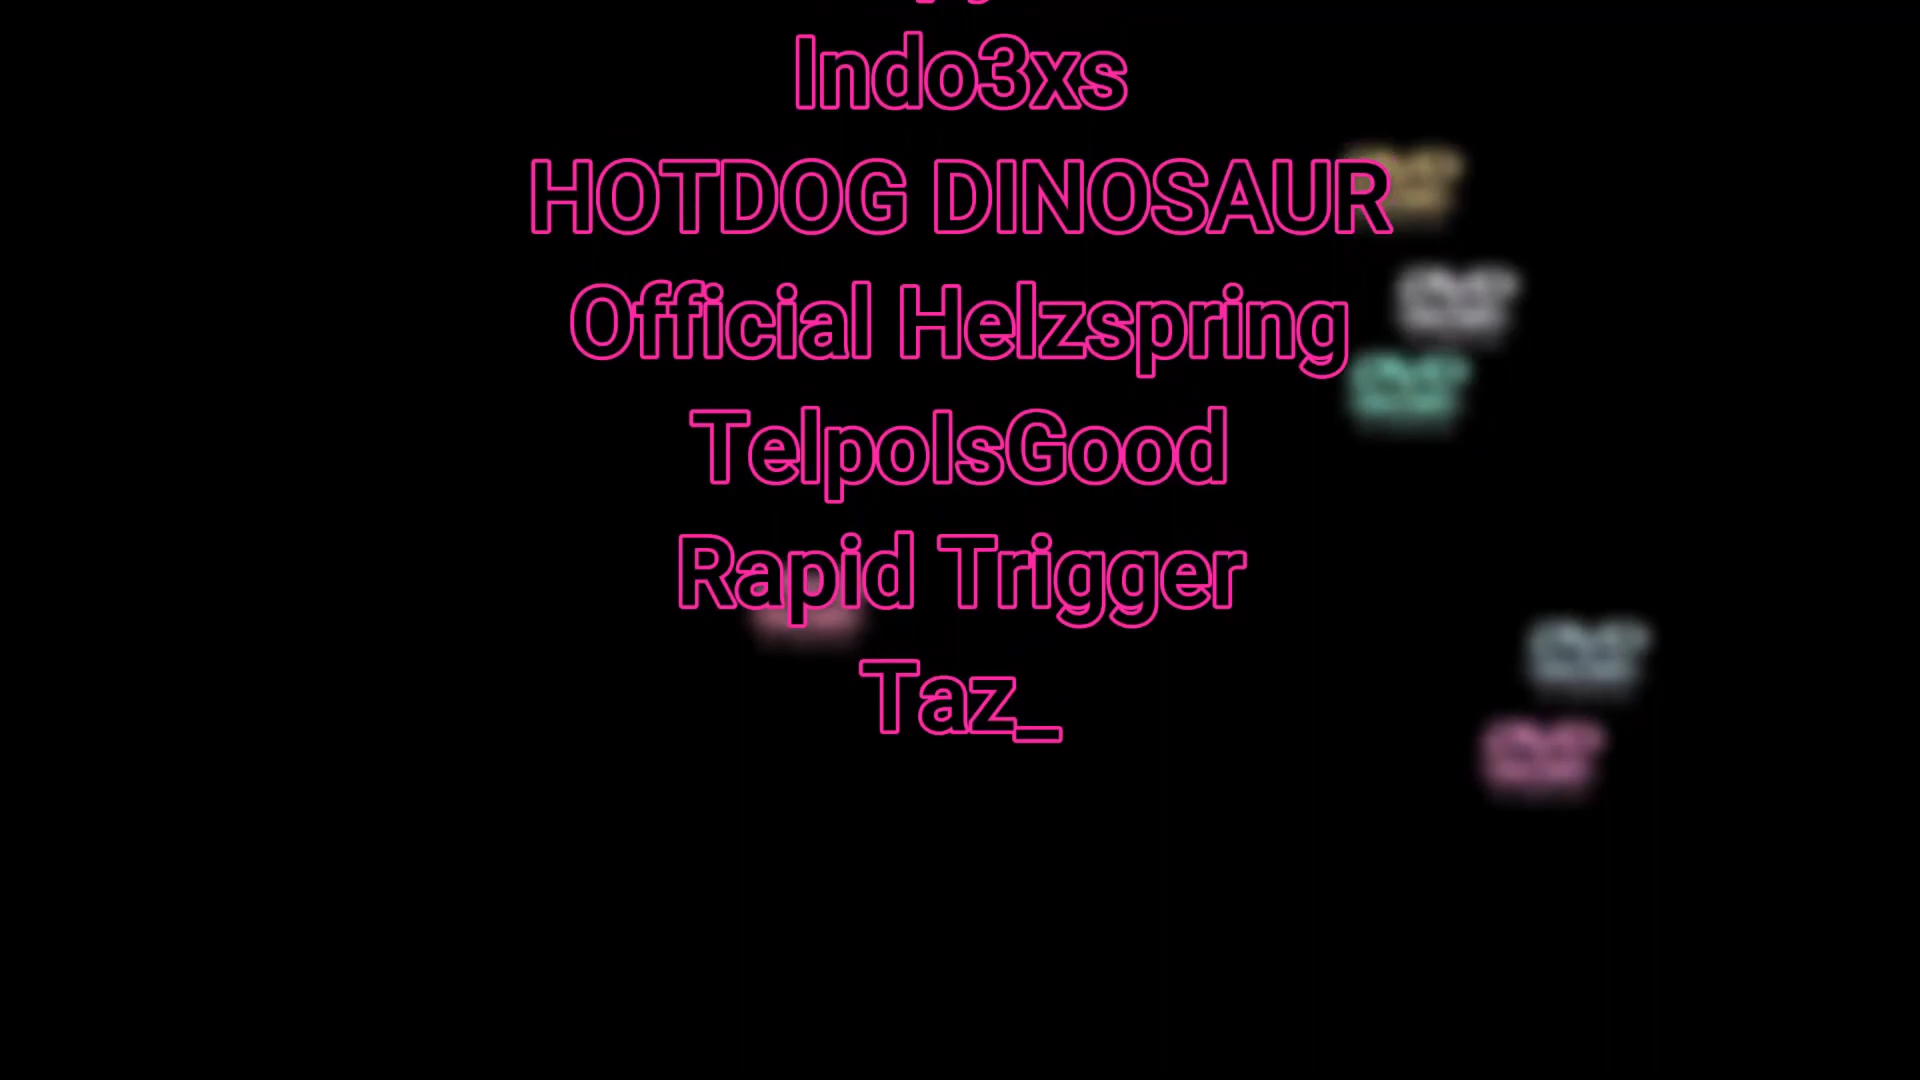 Indo3xs
HOTDOG DINOSAUR
Official Helzspring
TelpoIsGood
Rapid Trigger
Taz_